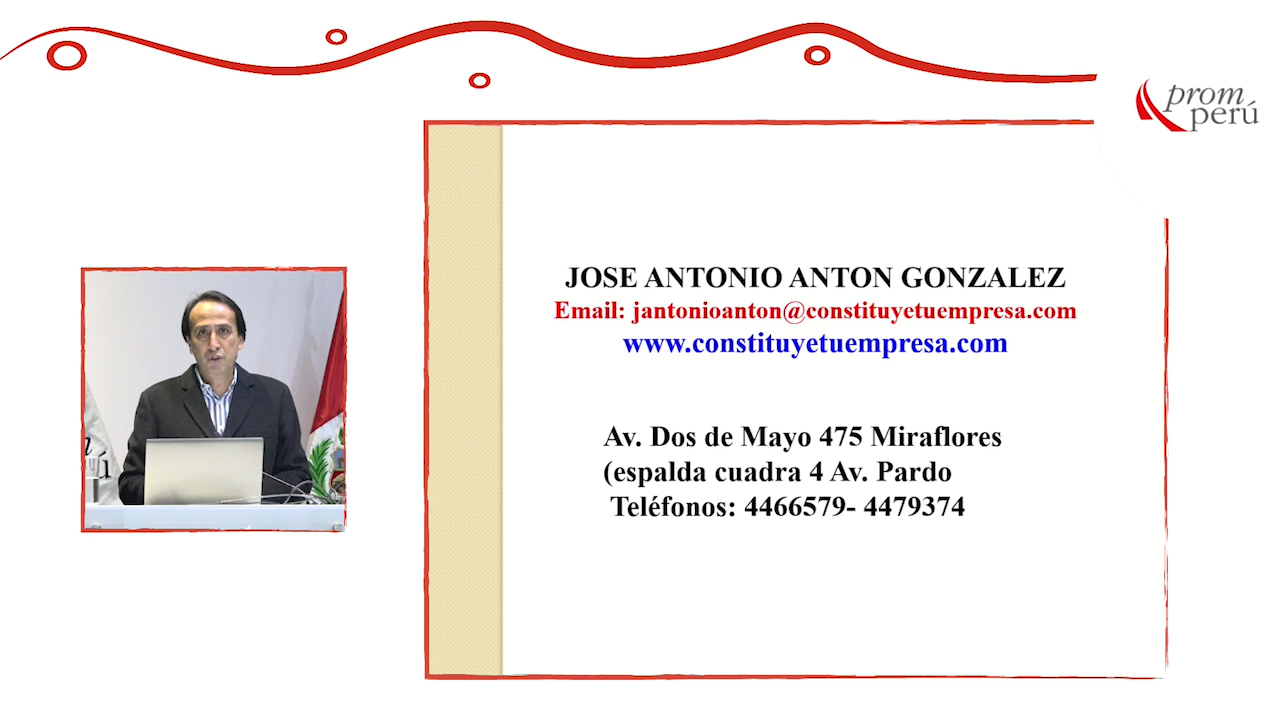 prom
perú
JOSE ANTONIO ANTON GONZALEZ
Email: jantonioanton@constituyetuempresa.com
www.constituyetuempresa.com
Av. Dos de Mayo 475 Miraflores
(espalda cuadra 4 Av. Pardo
Teléfonos: 4466579- 4479374